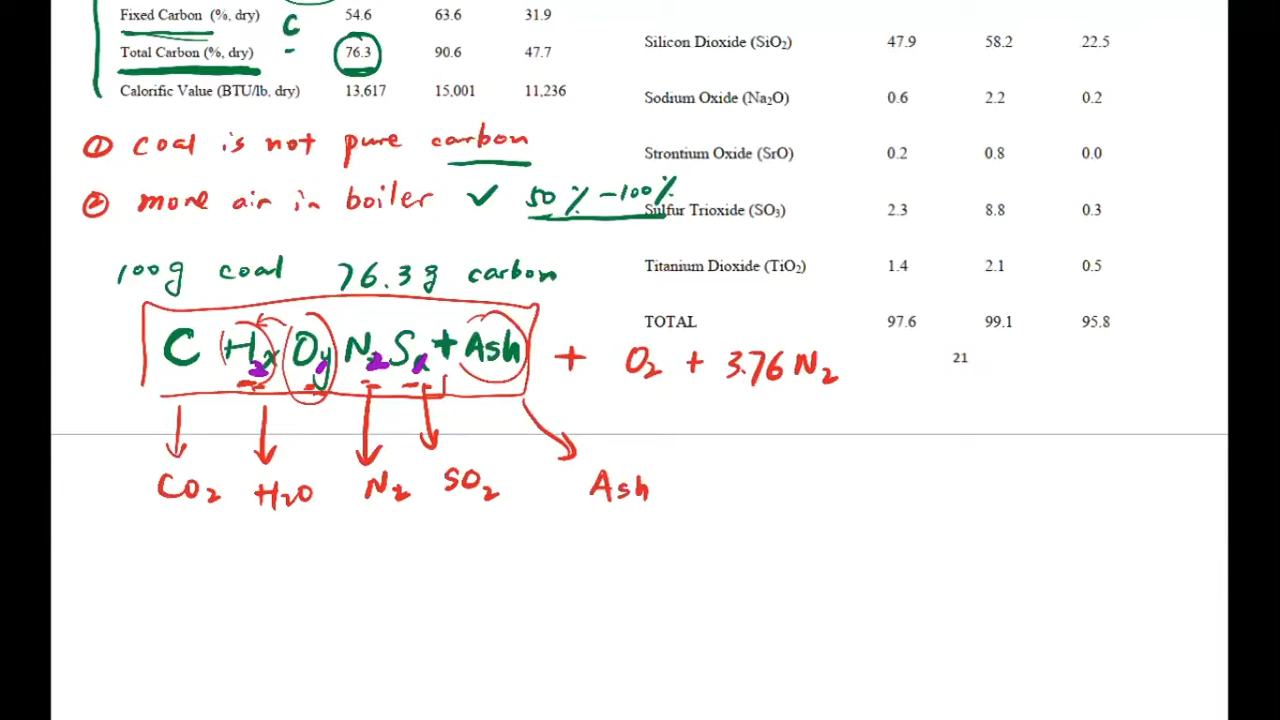 Fixed Carbon (%, dry) 54.6 63.6 31.9
C
Total Carbon (%, dry) 76.3 90.6 47.7
Calorific Value (BTU/lb, dry) 13,617 15,001 11,236
① coal is not pure carbon
② more air in boiler ✓ 50% - 100%
100g coal 76.3g carbon
C Hx Oy Nz Sα + Ash + O2 + 3.76 N2
CO2 H2O N2 SO2 Ash
Silicon Dioxide (SiO2) 47.9 58.2 22.5
Sodium Oxide (Na2O) 0.6 2.2 0.2
Strontium Oxide (SrO) 0.2 0.8 0.0
Sulfur Trioxide (SO3) 2.3 8.8 0.3
Titanium Dioxide (TiO2) 1.4 2.1 0.5
TOTAL 97.6 99.1 95.8
21